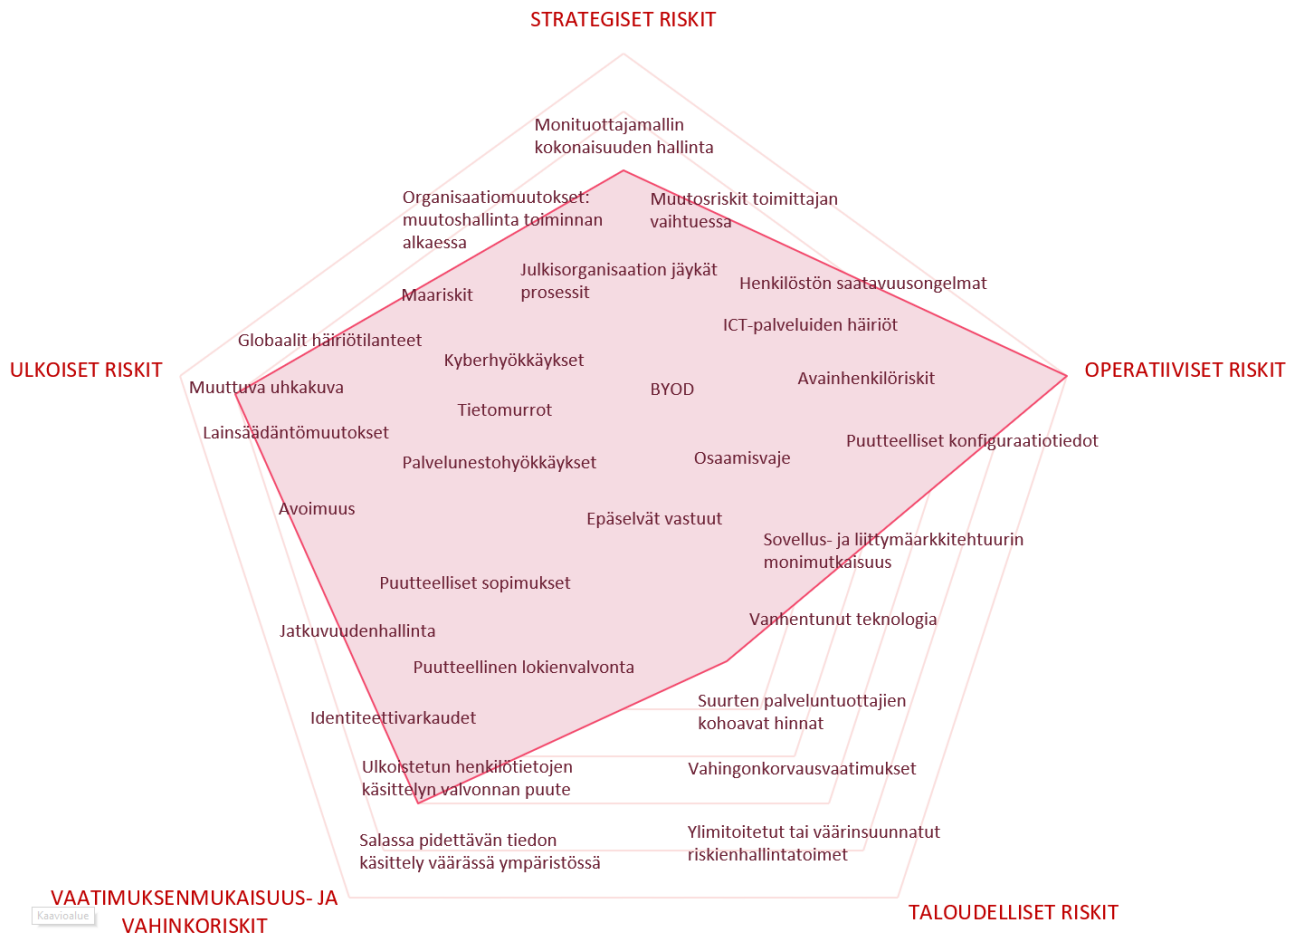 STRATEGISET RISKIT
Monituottajamallin
kokonaisuuden hallinta
Organisaatiomuutokset:
muutoshallinta toiminnan
alkaessa
Muutosriskit toimittajan
vaihtuessa
Julkisorganisaation jäykät
prosessit
Henkilöstön saatavuusongelmat
Maariskit
ICT-palveluiden häiriöt
Globaalit häiriötilanteet
Kyberhyökkäykset
ULKOISET RISKIT
OPERATIIVISET RISKIT
Muuttuva uhkakuva
BYOD
Avainhenkilöriskit
Tietomurrot
Lainsäädäntömuutokset
Puutteelliset konfiguraatiotiedot
Palvelunestohyökkäykset
Osaamisvaje
Avoimuus
Epäselvät vastuut
Sovellus- ja liittymäarkkitehtuurin
monimutkaisuus
Puutteelliset sopimukset
Vanhentunut teknologia
Jatkuvuudenhallinta
Puutteellinen lokienvalvonta
Suurten palveluntuottajien
kohoavat hinnat
Identiteettivarkaudet
Ulkoistetun henkilötietojen
käsittelyn valvonnan puute
Vahingonkorvausvaatimukset
Salassa pidettävän tiedon
käsittely väärässä ympäristössä
Ylimitoitetut tai väärinsuunnatut
riskienhallintatoimet
VAATIMUKSENMUKAISUUS- JA
VAHINKORISKIT
Kaavioalue
TALOUDELLISET RISKIT